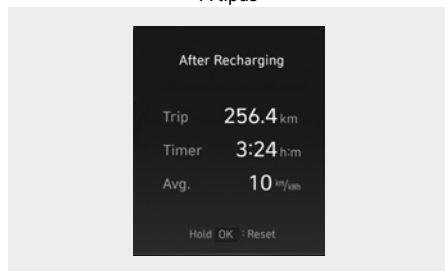 After Recharging
Trip 256.4 km
Timer 3:24 h:m
Avg. 10 km/kWh
Hold OK : Reset